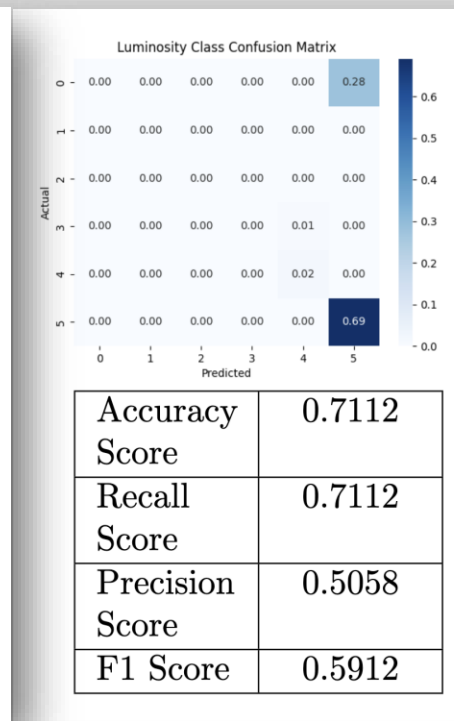 Luminosity Class Confusion Matrix
0 0.00 0.00 0.00 0.00 0.00 0.28
1 0.00 0.00 0.00 0.00 0.00 0.00
2 0.00 0.00 0.00 0.00 0.00 0.00
3 0.00 0.00 0.00 0.00 0.01 0.00
4 0.00 0.00 0.00 0.00 0.02 0.00
5 0.00 0.00 0.00 0.00 0.00 0.69
0 1 2 3 4 5
Actual
Predicted
0.6
0.5
0.4
0.3
0.2
0.1
0.0
Accuracy 0.7112
Score
Recall 0.7112
Score
Precision 0.5058
Score
F1 Score 0.5912